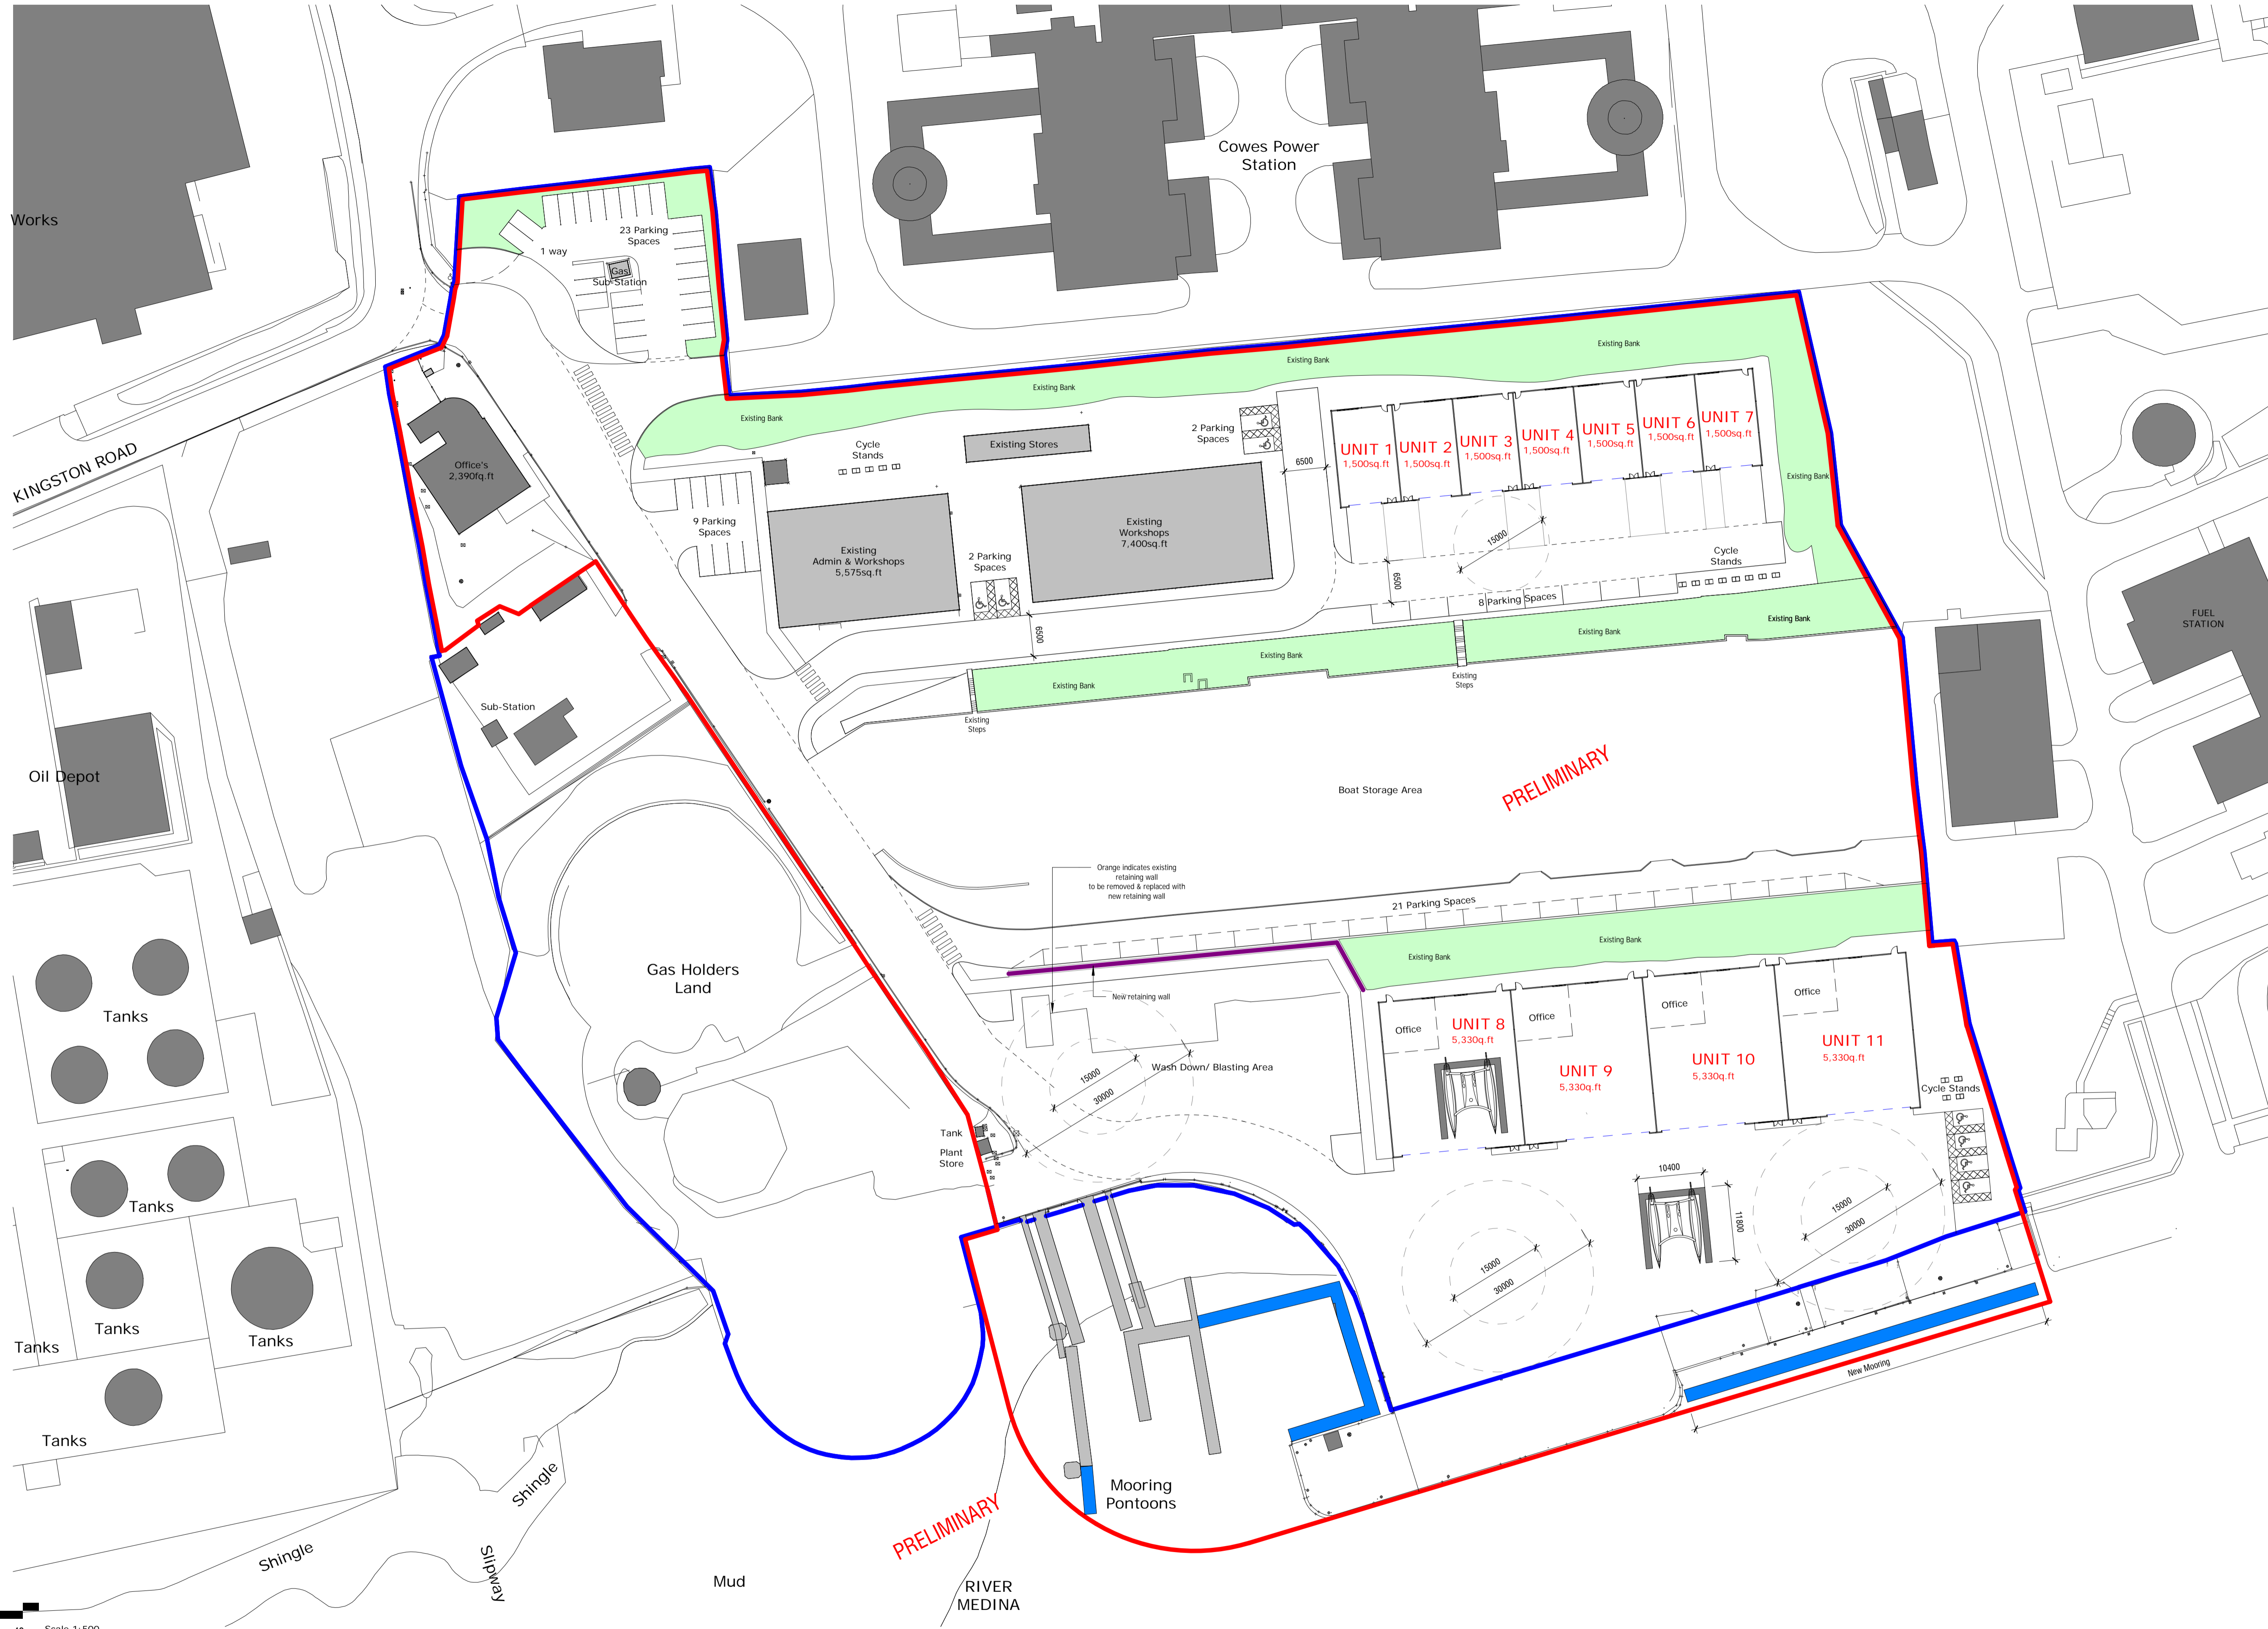 Works
Cowes Power
Station
23 Parking
Spaces
1 way
Gas
Sub-Station
KINGSTON ROAD
Office's
2,390fq.ft
Existing Bank
Existing Bank
Existing Bank
Existing Bank
Existing Bank
Cycle
Stands
Existing Stores
2 Parking
Spaces
6500
UNIT 1
1,500sq.ft
UNIT 2
1,500sq.ft
UNIT 3
1,500sq.ft
UNIT 4
1,500sq.ft
UNIT 5
1,500sq.ft
UNIT 6
1,500sq.ft
UNIT 7
1,500sq.ft
9 Parking
Spaces
Existing
Admin & Workshops
5,575sq.ft
2 Parking
Spaces
Existing
Workshops
7,400sq.ft
15000
6500
Cycle
Stands
8 Parking Spaces
6500
Existing Bank
Existing Bank
Existing Bank
Existing Bank
Existing
Steps
Existing
Steps
FUEL
STATION
Sub-Station
Oil Depot
Boat Storage Area
PRELIMINARY
Orange indicates existing
retaining wall
to be removed & replaced with
new retaining wall
21 Parking Spaces
Existing Bank
Existing Bank
New retaining wall
Gas Holders
Land
Tanks
Wash Down/ Blasting Area
15000
30000
Office
UNIT 8
5,330q.ft
Office
UNIT 9
5,330q.ft
Office
UNIT 10
5,330q.ft
Office
UNIT 11
5,330q.ft
Cycle Stands
Tank
Plant
Store
10400
11800
15000
30000
15000
30000
Tanks
Tanks
Tanks
Tanks
Tanks
New Mooring
Mooring
Pontoons
PRELIMINARY
Shingle
Shingle
Slipway
Mud
RIVER
MEDINA
Scale 1:500